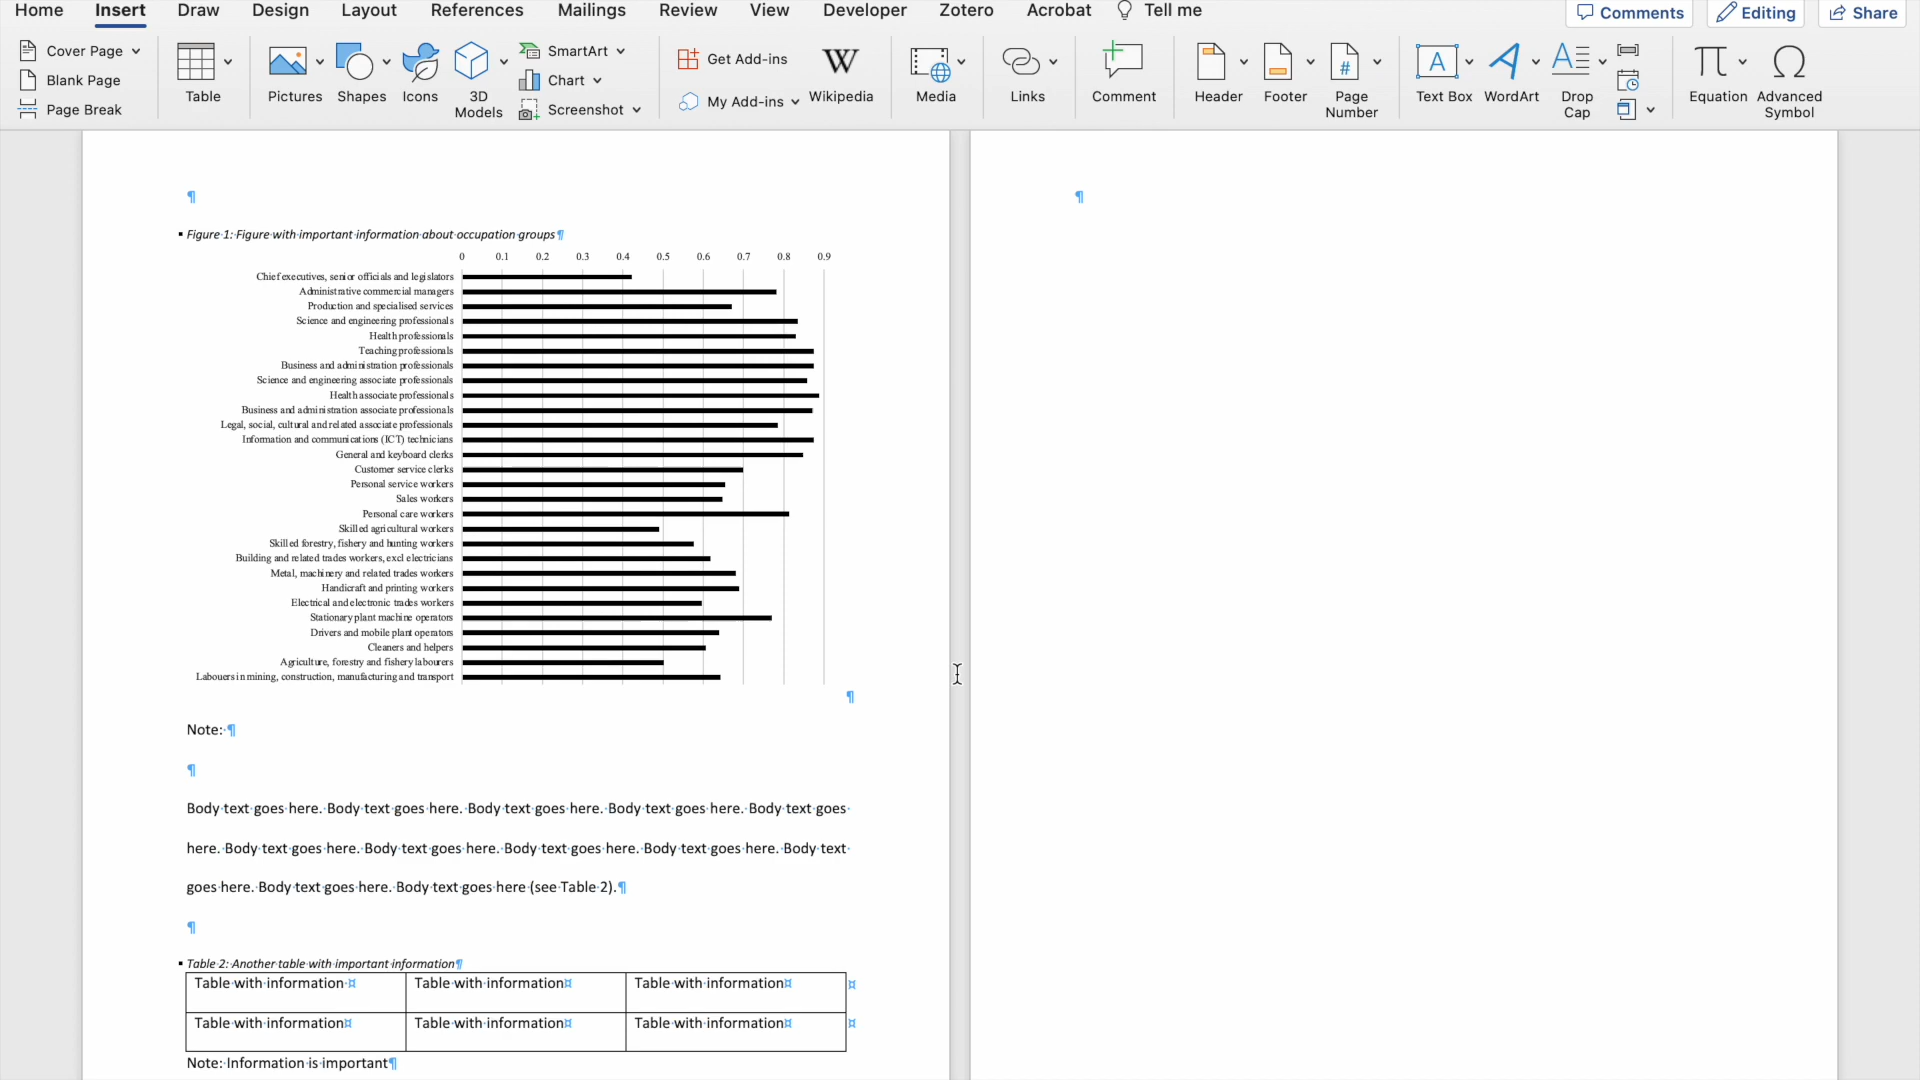 Home Insert Draw Design Layout References Mailings Review View Developer Zotero Acrobat Tell me Comments Editing Share
Cover Page
Blank Page
Page Break
Table
Pictures
Shapes
Icons
3D
Models
SmartArt
Chart
Screenshot
Get Add-ins
My Add-ins
W
Wikipedia
Media
Links
Comment
Header
Footer
#
Page
Number
A
Text Box
A
WordArt
A
Drop
Cap
π
Equation
Ω
Advanced
Symbol
¶
¶
Figure 1: Figure with important information about occupation groups¶
0 0.1 0.2 0.3 0.4 0.5 0.6 0.7 0.8 0.9
Chief executives, senior officials and legislators
Administrative commercial managers
Production and specialised services
Science and engineering professionals
Health professionals
Teaching professionals
Business and administration professionals
Science and engineering associate professionals
Health associate professionals
Business and administration associate professionals
Legal, social, cultural and related associate professionals
Information and communications (ICT) technicians
General and keyboard clerks
Customer service clerks
Personal service workers
Sales workers
Personal care workers
Skilled agricultural workers
Skilled forestry, fishery and hunting workers
Building and related trades workers, excl electricians
Metal, machinery and related trades workers
Handicraft and printing workers
Electrical and electronic trades workers
Stationary plant machine operators
Drivers and mobile plant operators
Cleaners and helpers
Agriculture, forestry and fishery labourers
Labouers in mining, construction, manufacturing and transport
¶
Note: ¶
¶
Body text goes here. Body text goes here. Body text goes here. Body text goes here. Body text goes
here. Body text goes here. Body text goes here. Body text goes here. Body text goes here. Body text
goes here. Body text goes here. Body text goes here (see Table 2).¶
¶
Table 2: Another table with important information¶
Table with information ¤ Table with information¤ Table with information¤ ¤
Table with information¤ Table with information¤ Table with information¤ ¤
Note: Information is important¶